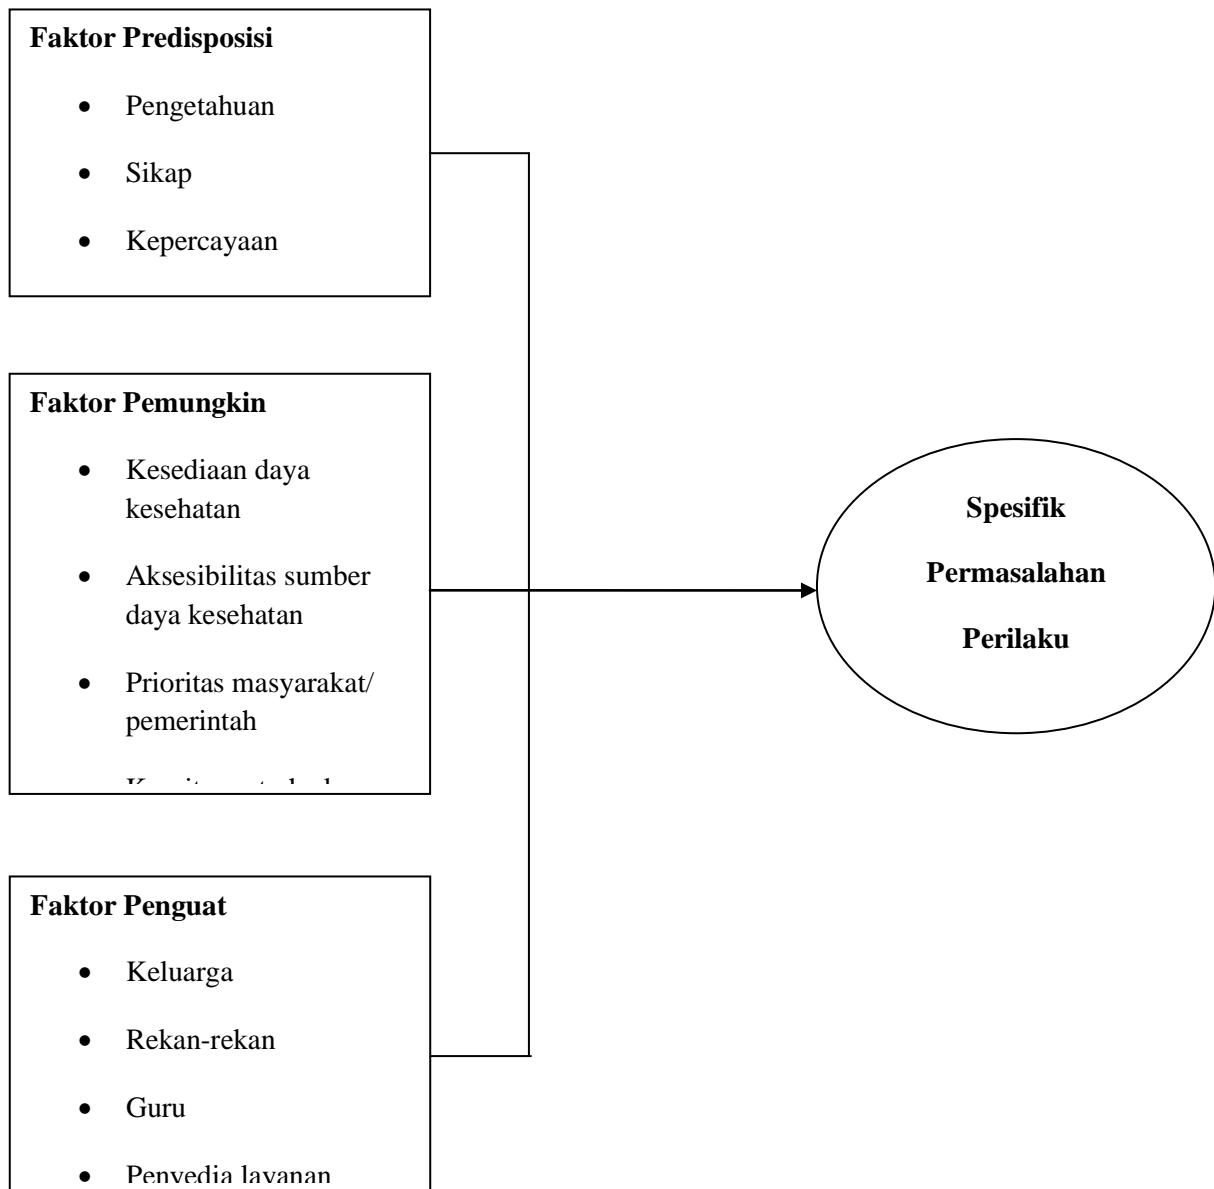 Faktor Predisposisi
• Pengetahuan
• Sikap
• Kepercayaan
Faktor Pemungkin
• Kesediaan daya
kesehatan
• Aksesibilitas sumber
daya kesehatan
• Prioritas masyarakat/
pemerintah
Spesifik
Permasalahan
Perilaku
Faktor Penguat
• Keluarga
• Rekan-rekan
• Guru
• Penyedia layanan